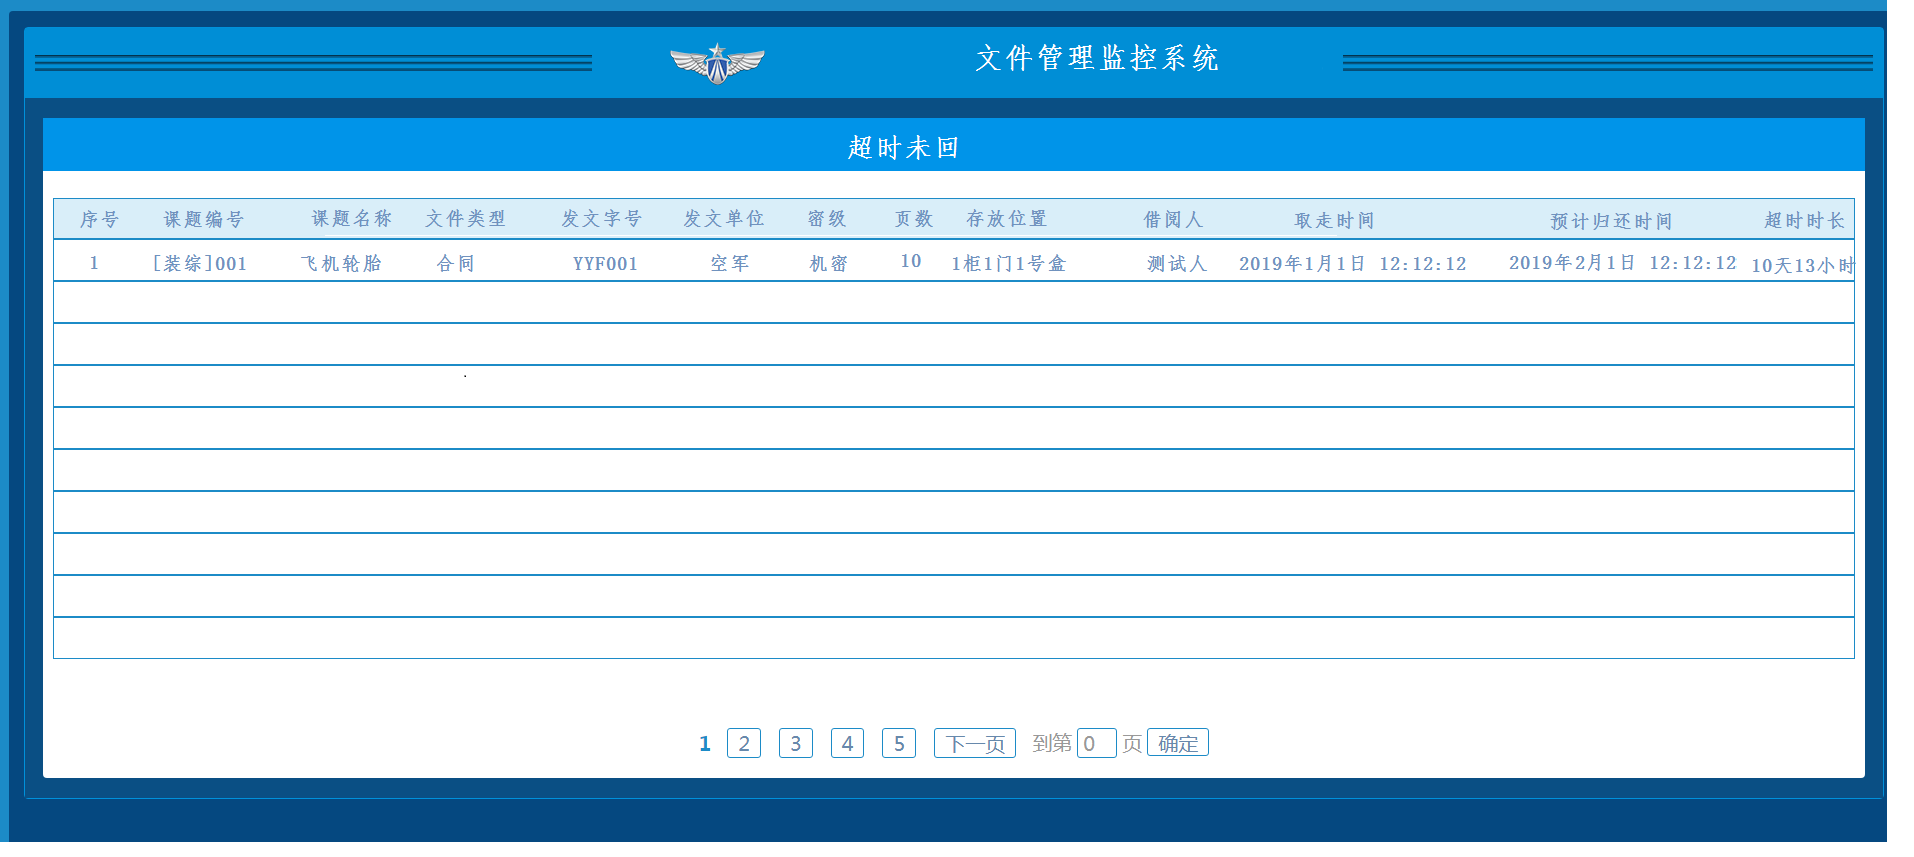 文件管理监控系统
超时未回
序号 课题编号 课题名称 文件类型 发文字号 发文单位 密级 页数 存放位置 借阅人 取走时间 预计归还时间 超时时长
1 [装综]001 飞机轮胎 合同 YYF001 空军 机密 10 1柜1门1号盒 测试人 2019年1月1日 12:12:12 2019年2月1日 12:12:12 10天13小时
1 2 3 4 5 下一页 到第 0 页 确定